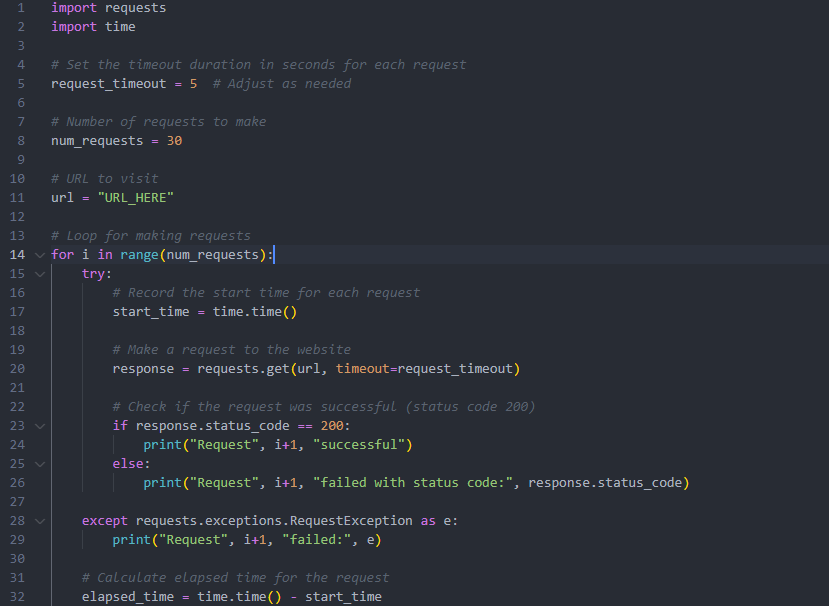 1 import requests
2 import time
3
4 # Set the timeout duration in seconds for each request
5 request_timeout = 5  # Adjust as needed
6
7 # Number of requests to make
8 num_requests = 30
9
10 # URL to visit
11 url = "URL_HERE"
12
13 # Loop for making requests
14 for i in range(num_requests):
15     try:
16         # Record the start time for each request
17         start_time = time.time()
18
19         # Make a request to the website
20         response = requests.get(url, timeout=request_timeout)
21
22         # Check if the request was successful (status code 200)
23         if response.status_code == 200:
24             print("Request", i+1, "successful")
25         else:
26             print("Request", i+1, "failed with status code:", response.status_code)
27
28     except requests.exceptions.RequestException as e:
29         print("Request", i+1, "failed:", e)
30
31     # Calculate elapsed time for the request
32     elapsed_time = time.time() - start_time